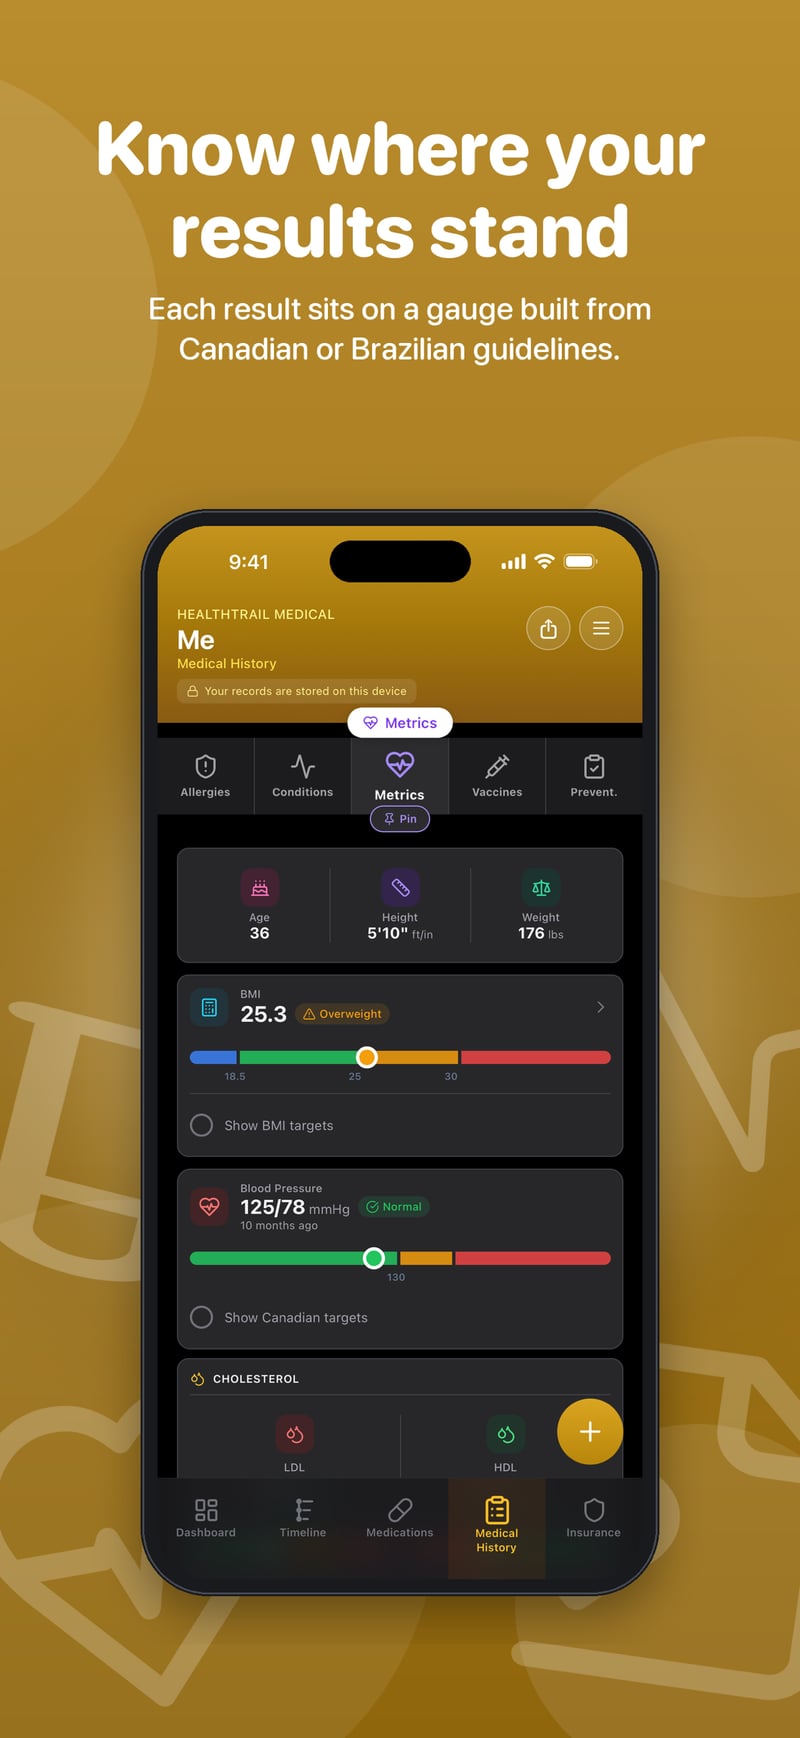 Know where your
results stand
Each result sits on a gauge built from
Canadian or Brazilian guidelines.
9:41
HEALTHTRAIL MEDICAL
Me
Medical History
Your records are stored on this device
Metrics
Allergies
Conditions
Metrics
Vaccines
Prevent.
Pin
Age
36
Height
5'10" ft/in
Weight
176 lbs
BMI
25.3 Overweight
18.5 25 30
Show BMI targets
Blood Pressure
125/78 mmHg Normal
10 months ago
130
Show Canadian targets
CHOLESTEROL
LDL
HDL
Dashboard
Timeline
Medications
Medical
History
Insurance